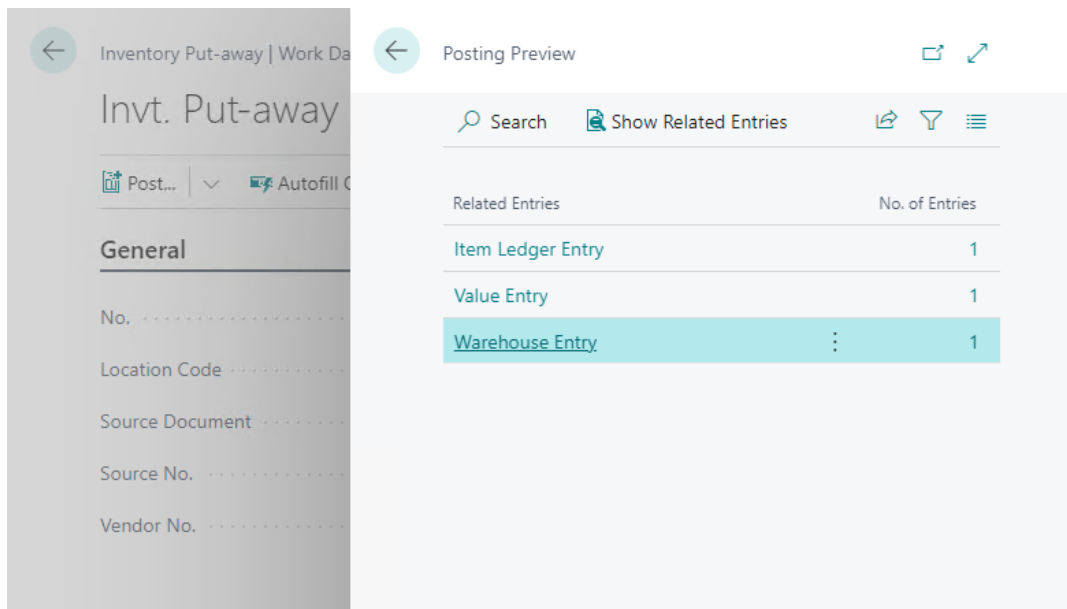 Inventory Put-away | Work Da
Invt. Put-away
Post...
Autofill
General
No.
Location Code
Source Document
Source No.
Vendor No.
Posting Preview
Search
Show Related Entries
Related Entries
No. of Entries
Item Ledger Entry
1
Value Entry
1
Warehouse Entry
1